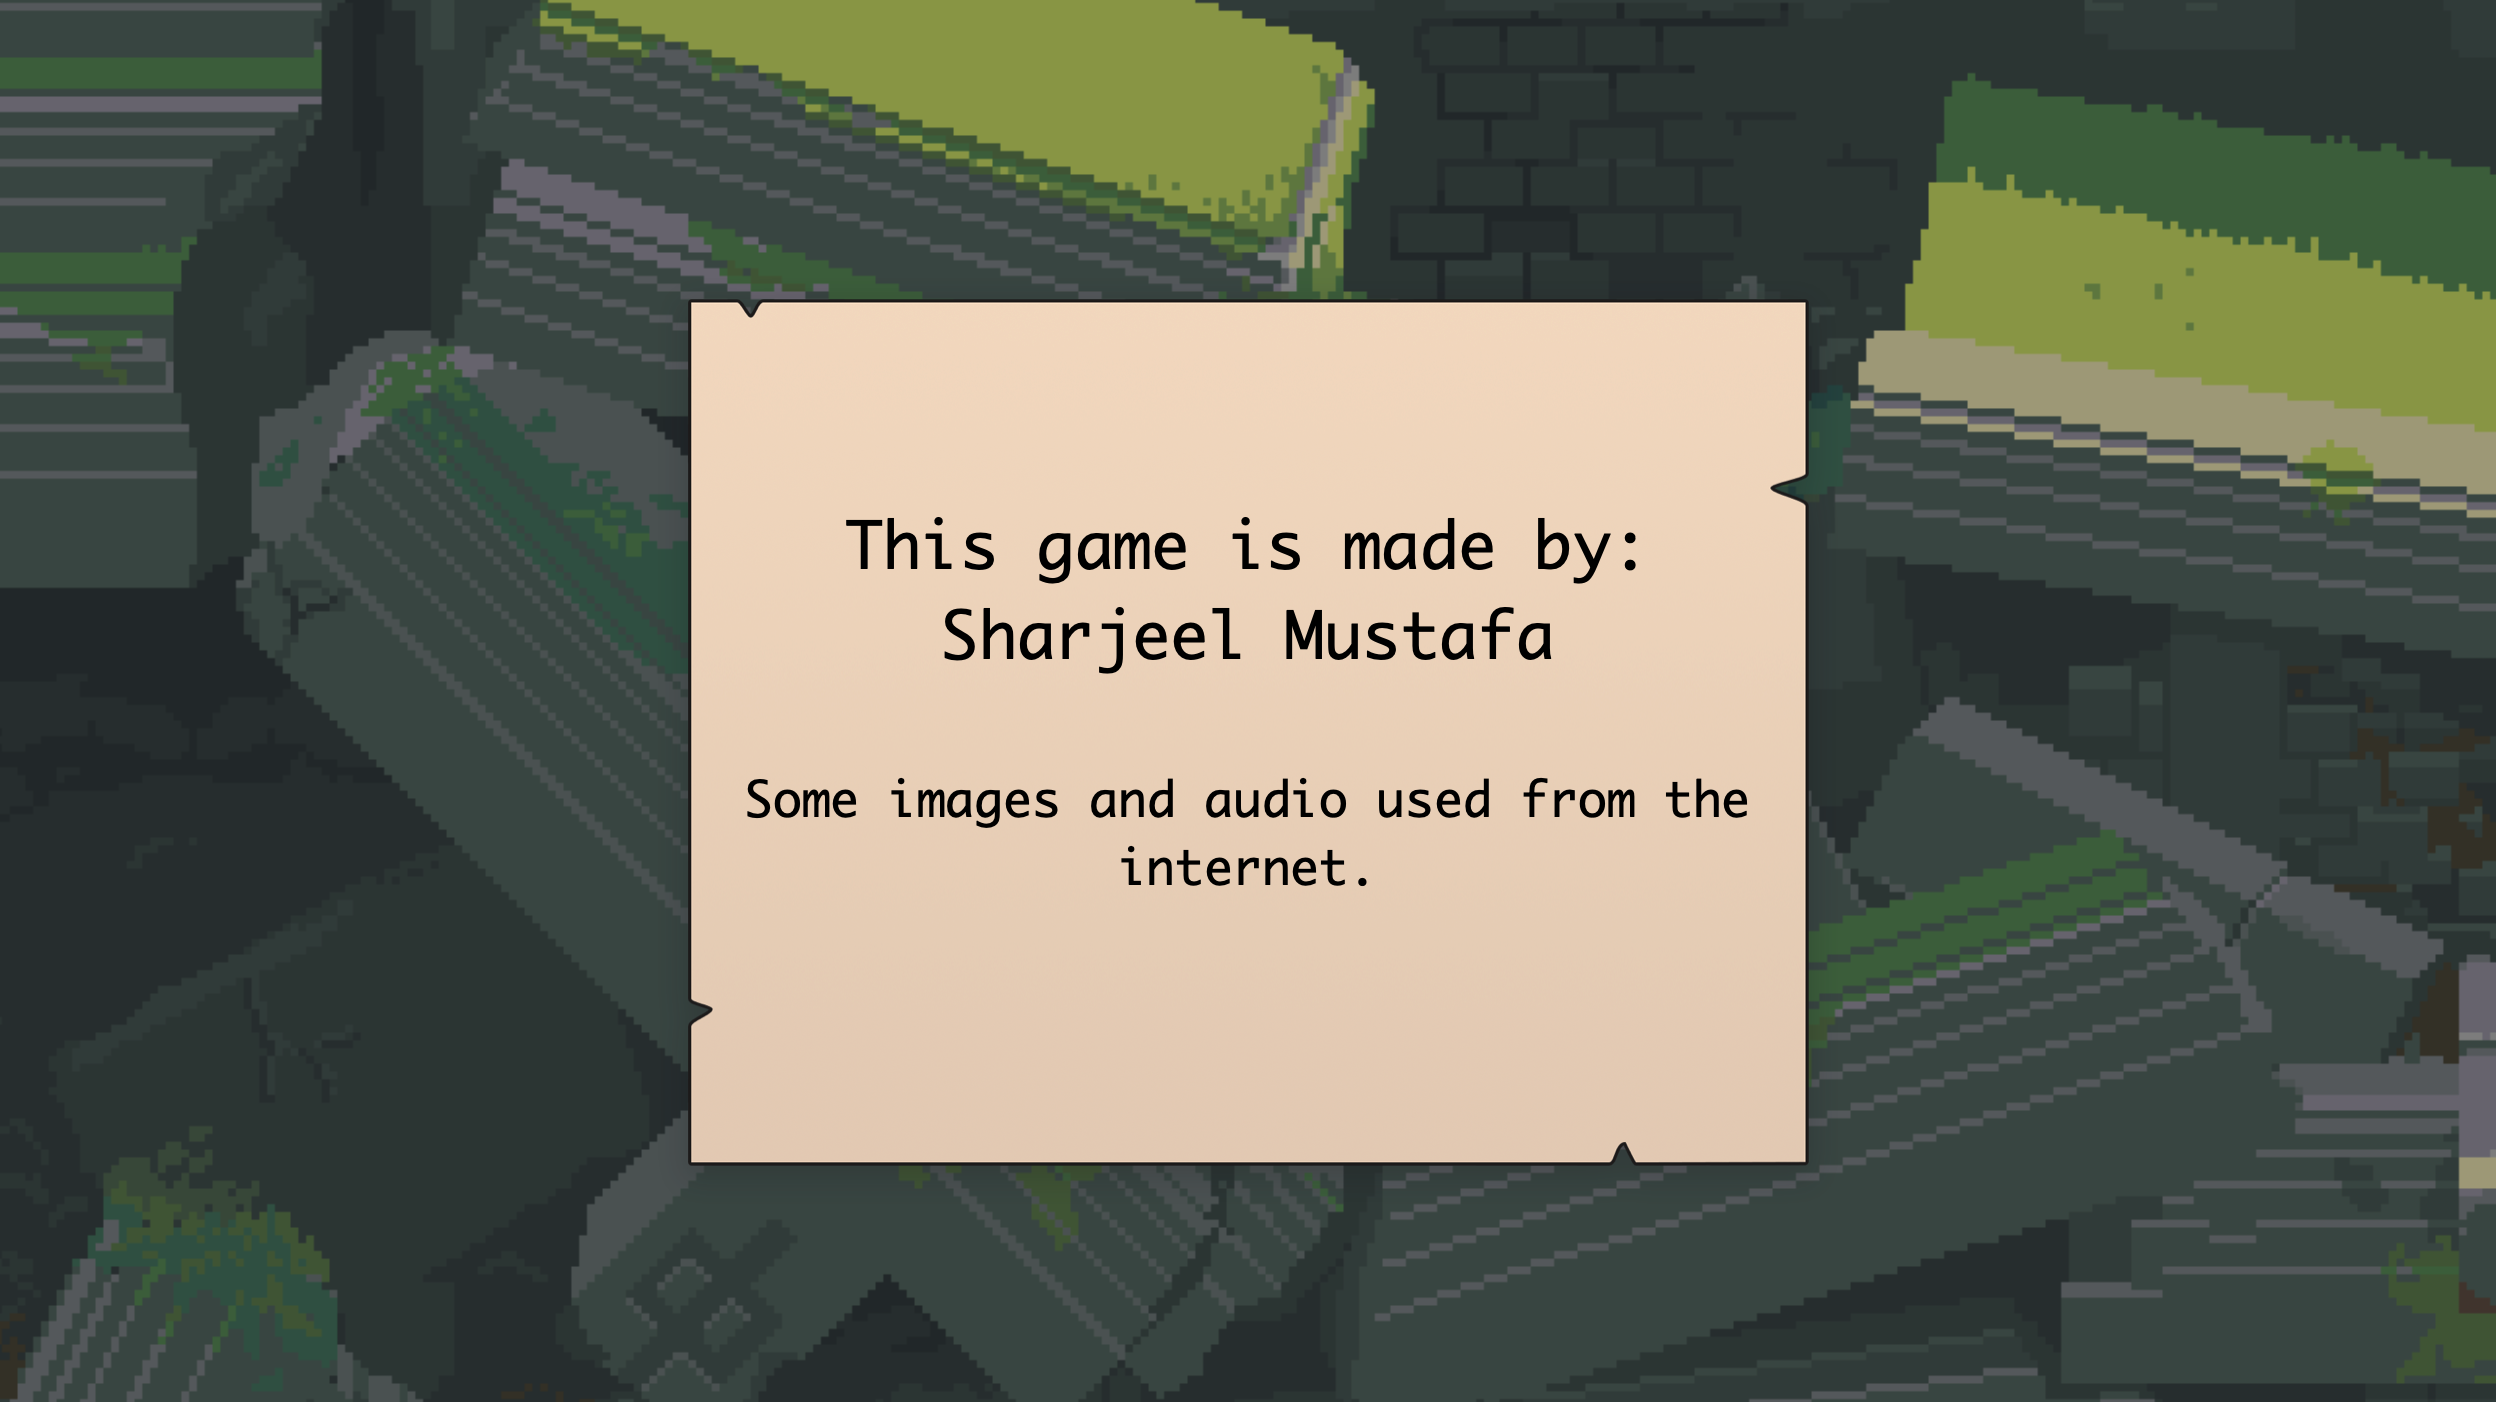 This game is made by:
Sharjeel Mustafa
Some images and audio used from the
internet.